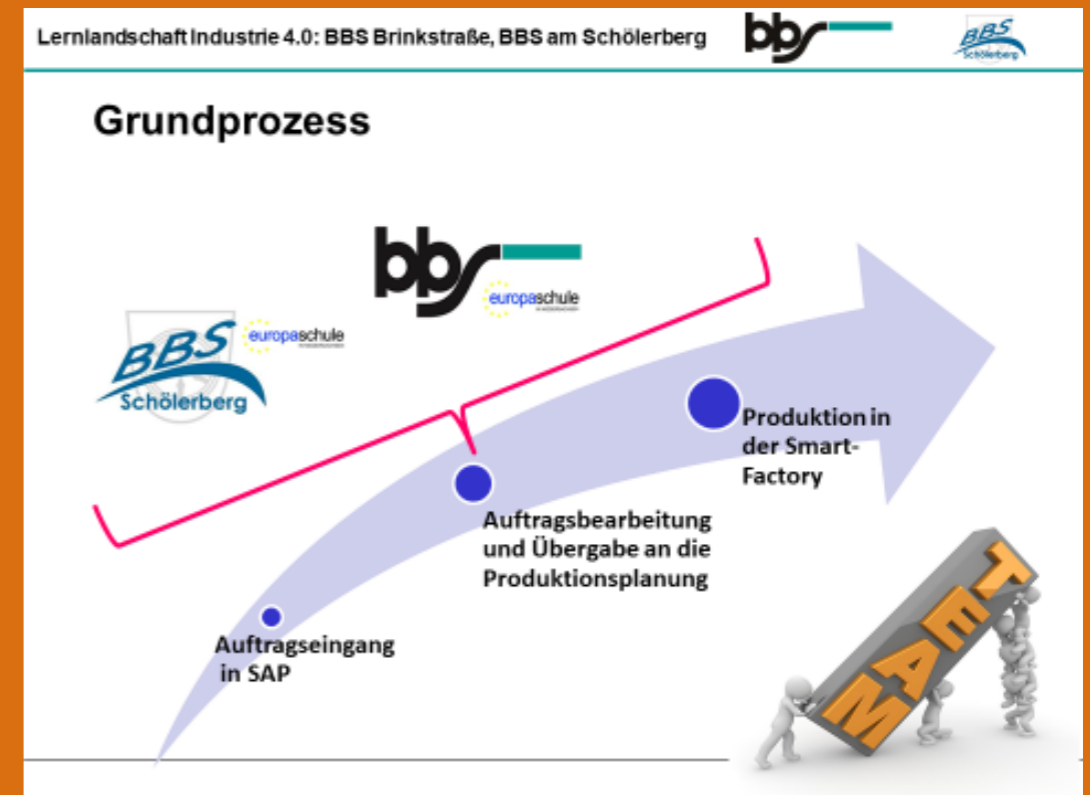 Lernlandschaft Industrie 4.0: BBS Brinkstraße, BBS am Schölerberg
bbs
BBS
Schölerberg
Grundprozess
bbs
europaschule
BBS
Schölerberg
europaschule
Produktion in
der Smart-
Factory
Auftragsbearbeitung
und Übergabe an die
Produktionsplanung
Auftragseingang
in SAP
TEAM